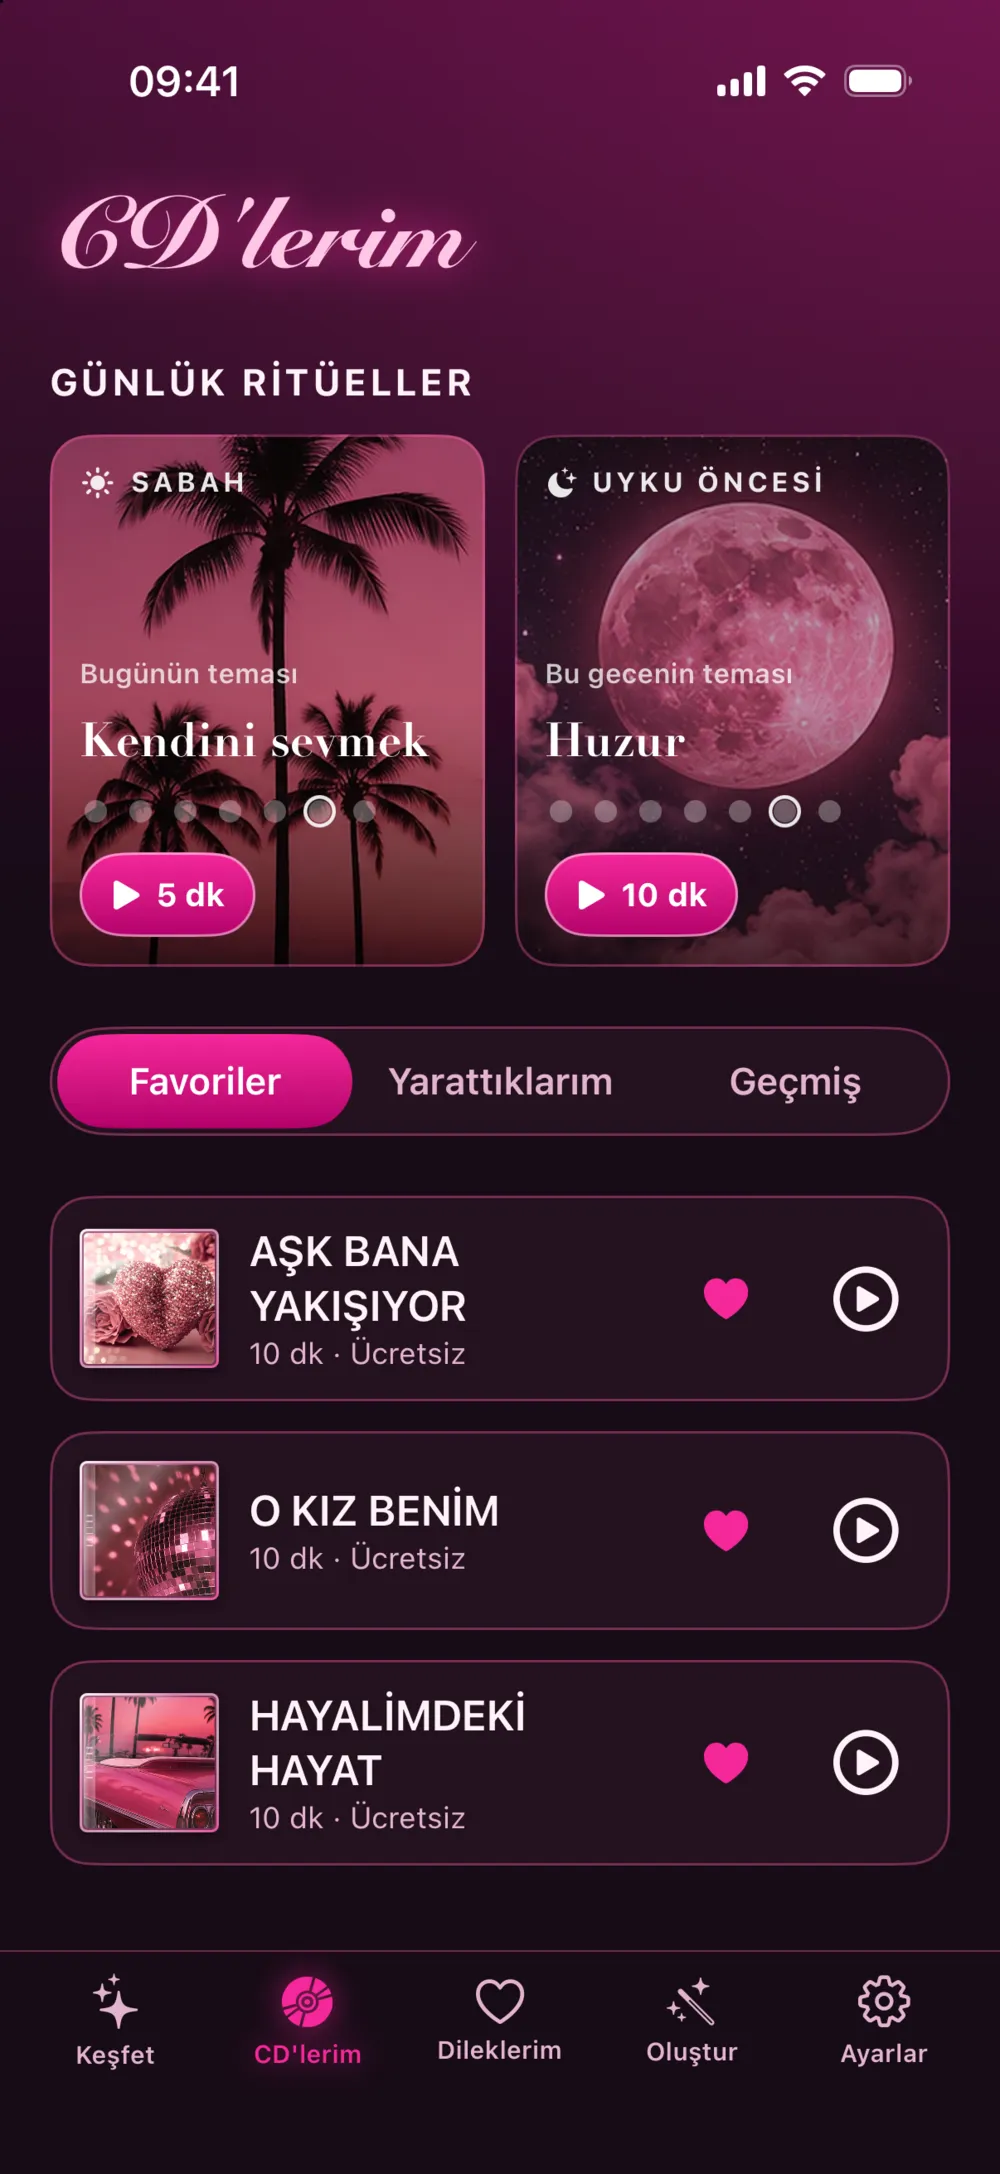 09:41
CD'lerim
GÜNLÜK RİTÜELLER
SABAH
Bugünün teması
Kendini sevmek
5 dk
UYKU ÖNCESİ
Bu gecenin teması
Huzur
10 dk
Favoriler
Yarattıklarım
Geçmiş
AŞK BANA
YAKIŞIYOR
10 dk · Ücretsiz
O KIZ BENİM
10 dk · Ücretsiz
HAYALİMDEKİ
HAYAT
10 dk · Ücretsiz
Keşfet
CD'lerim
Dileklerim
Oluştur
Ayarlar